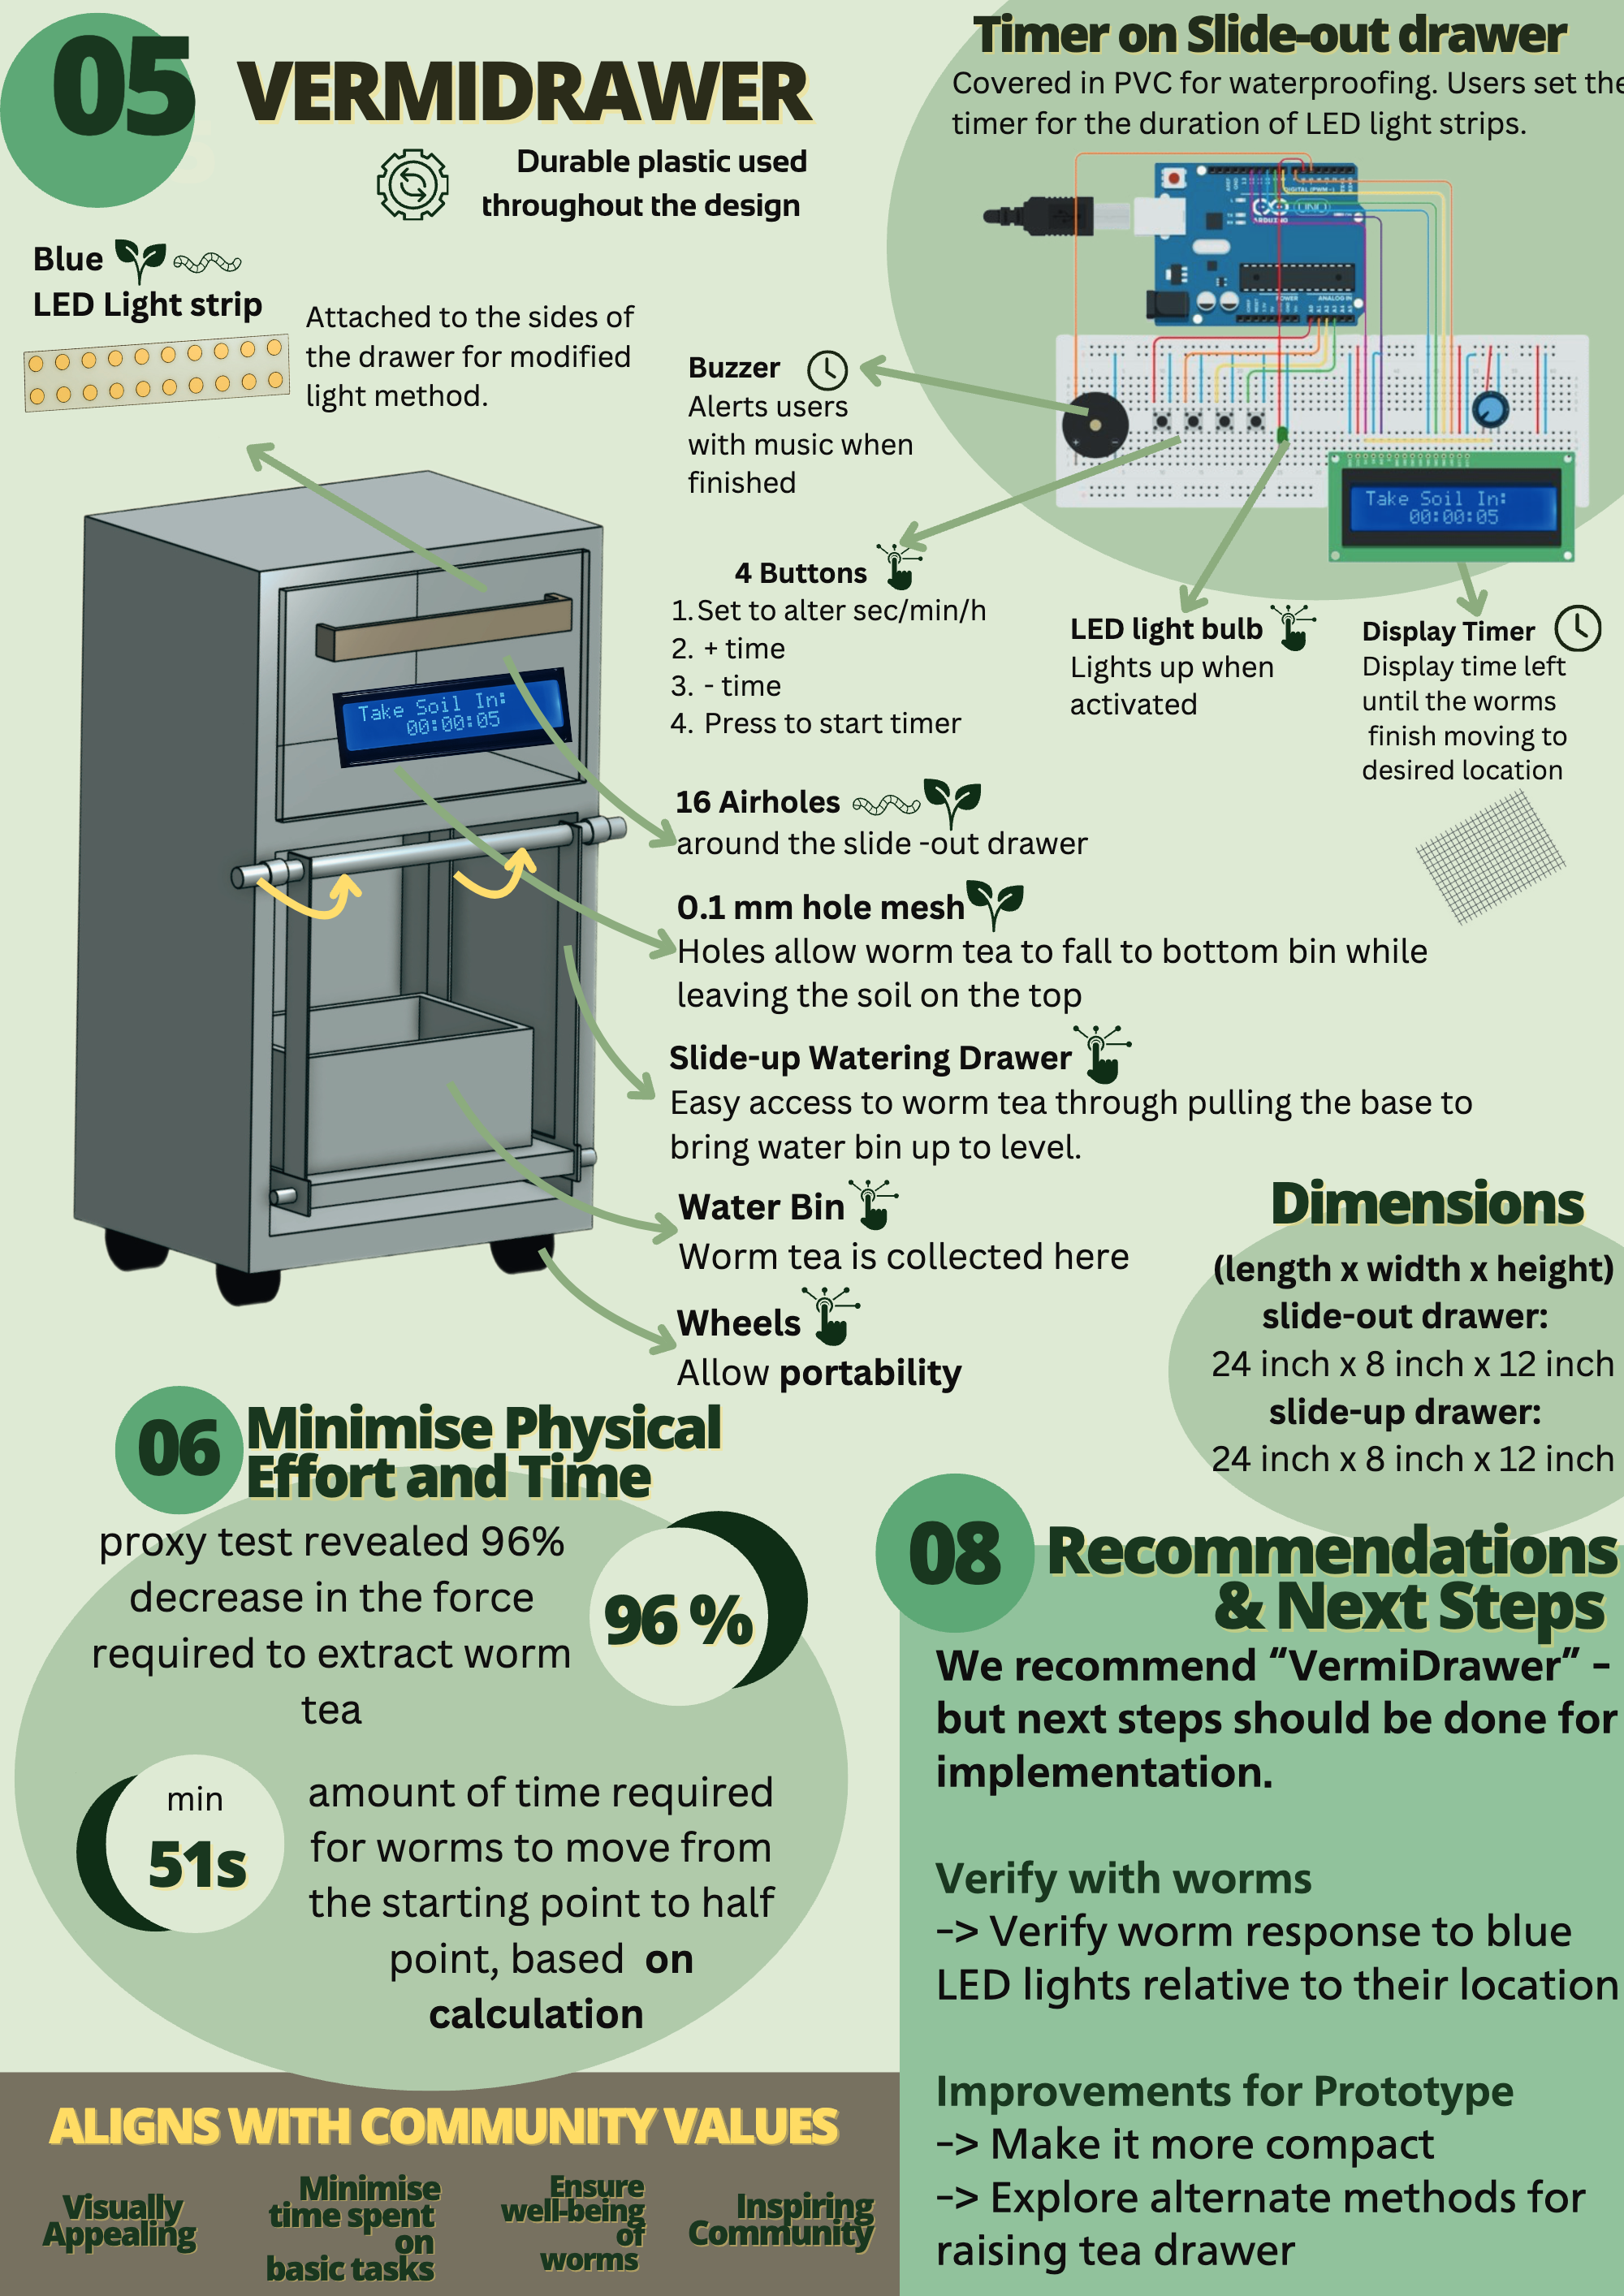 05
VERMIDRAWER
Durable plastic used
throughout the design
Timer on Slide-out drawer
Covered in PVC for waterproofing. Users set the
timer for the duration of LED light strips.
Blue
LED Light strip
Attached to the sides of
the drawer for modified
light method.
Buzzer
Alerts users
with music when
finished
DIGITAL (PWM~)
ARDUINO
UNO
POWER
ANALOG IN
Take Soil In:
00:00:05
4 Buttons
1. Set to alter sec/min/h
2. + time
3. - time
4. Press to start timer
LED light bulb
Lights up when
activated
Display Timer
Display time left
until the worms
finish moving to
desired location
Take Soil In:
00:00:05
16 Airholes
around the slide -out drawer
0.1 mm hole mesh
Holes allow worm tea to fall to bottom bin while
leaving the soil on the top
Slide-up Watering Drawer
Easy access to worm tea through pulling the base to
bring water bin up to level.
Water Bin
Worm tea is collected here
Wheels
Allow portability
Dimensions
(length x width x height)
slide-out drawer:
24 inch x 8 inch x 12 inch
slide-up drawer:
24 inch x 8 inch x 12 inch
06
Minimise Physical
Effort and Time
proxy test revealed 96%
decrease in the force
required to extract worm
tea
96 %
min
51s
amount of time required
for worms to move from
the starting point to half
point, based on
calculation
08
Recommendations
& Next Steps
We recommend “VermiDrawer” -
but next steps should be done for
implementation.
Verify with worms
-> Verify worm response to blue
LED lights relative to their location
Improvements for Prototype
-> Make it more compact
-> Explore alternate methods for
raising tea drawer
ALIGNS WITH COMMUNITY VALUES
Visually
Appealing
Minimise
time spent
on
basic tasks
Ensure
well-being
of
worms
Inspiring
Community